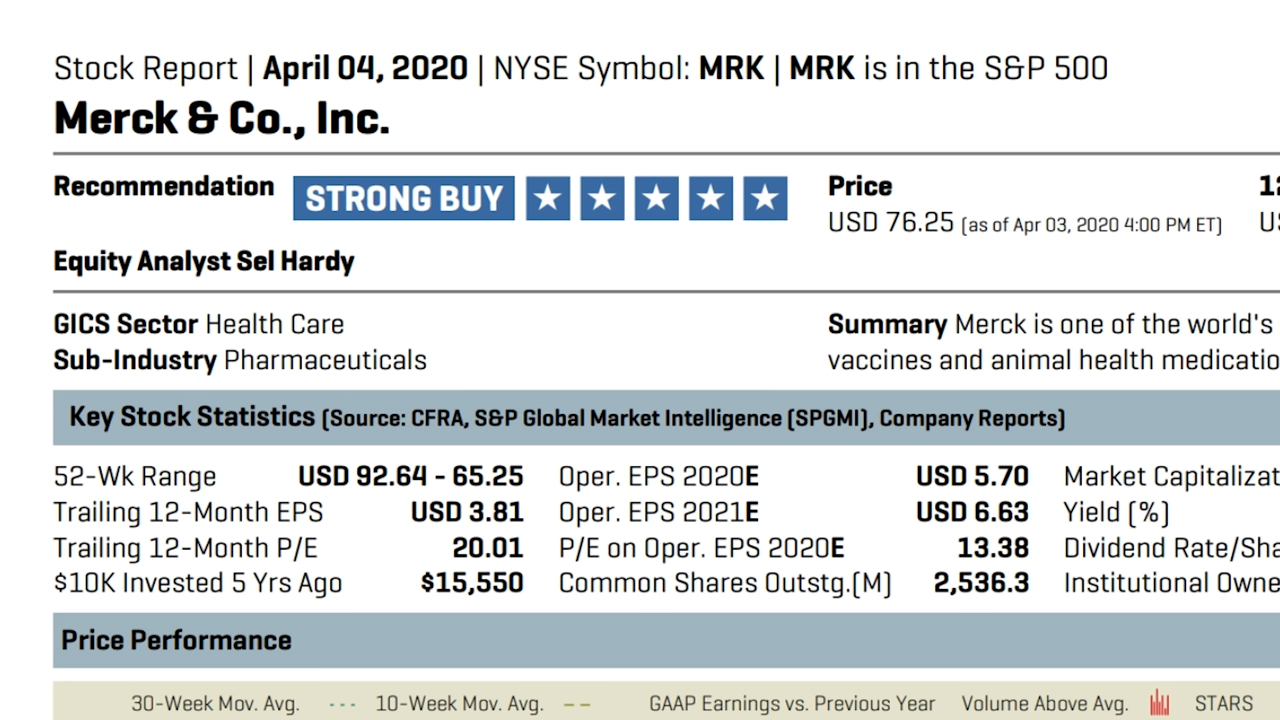 Stock Report | April 04, 2020 | NYSE Symbol: MRK | MRK is in the S&P 500
Merck & Co., Inc.
Recommendation STRONG BUY ★ ★ ★ ★ ★ Price
USD 76.25 (as of Apr 03, 2020 4:00 PM ET)
Equity Analyst Sel Hardy
GICS Sector Health Care
Sub-Industry Pharmaceuticals
Summary Merck is one of the world's
vaccines and animal health
Key Stock Statistics (Source: CFRA, S&P Global Market Intelligence (SPGMI), Company Reports)
52-Wk Range USD 92.64 - 65.25 Oper. EPS 2020E USD 5.70 Market
Trailing 12-Month EPS USD 3.81 Oper. EPS 2021E USD 6.63 Yield (%)
Trailing 12-Month P/E 20.01 P/E on Oper. EPS 2020E 13.38 Dividend
$10K Invested 5 Yrs Ago $15,550 Common Shares Outstg.(M) 2,536.3 Institutional
Price Performance
30-Week Mov. Avg. 10-Week Mov. Avg. GAAP Earnings vs. Previous Year Volume Above Avg. STARS